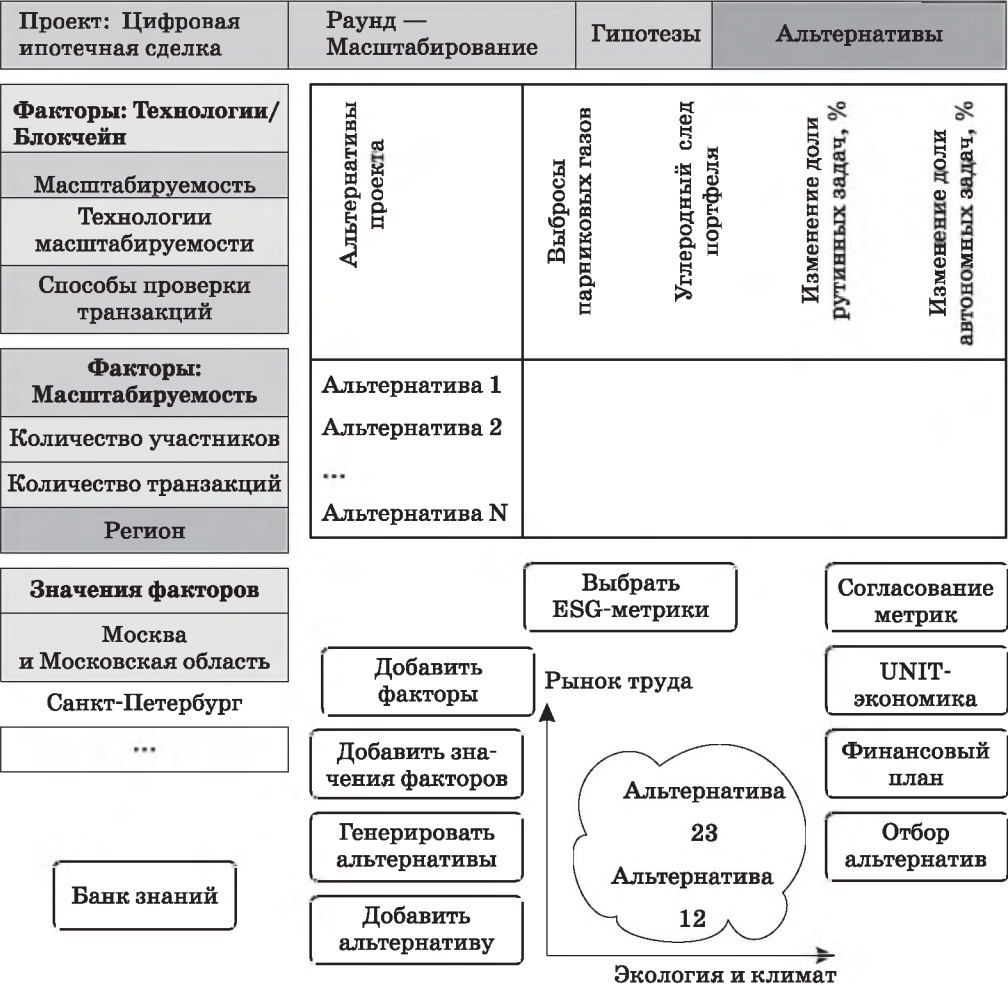 Проект: Цифровая
ипотечная сделка
Раунд —
Масштабирование
Гипотезы
Альтернативы
Факторы: Технологии/
Блокчейн
Масштабируемость
Технологии
масштабируемости
Способы проверки
транзакций
Факторы:
Масштабируемость
Количество участников
Количество транзакций
Регион
Значения факторов
Москва
и Московская область
Санкт-Петербург
...
Банк знаний
Альтернативы
проекта
Выбросы
парниковых газов
Углеродный след
портфеля
Изменение доли
рутинных задач, %
Изменение доли
автономных задач, %
Альтернатива 1
Альтернатива 2
...
Альтернатива N
Выбрать
ESG-метрики
Добавить
факторы
Добавить зна-
чения факторов
Генерировать
альтернативы
Добавить
альтернативу
Рынок труда
Альтернатива
23
Альтернатива
12
Экология и климат
Согласование
метрик
UNIT-
экономика
Финансовый
план
Отбор
альтернатив